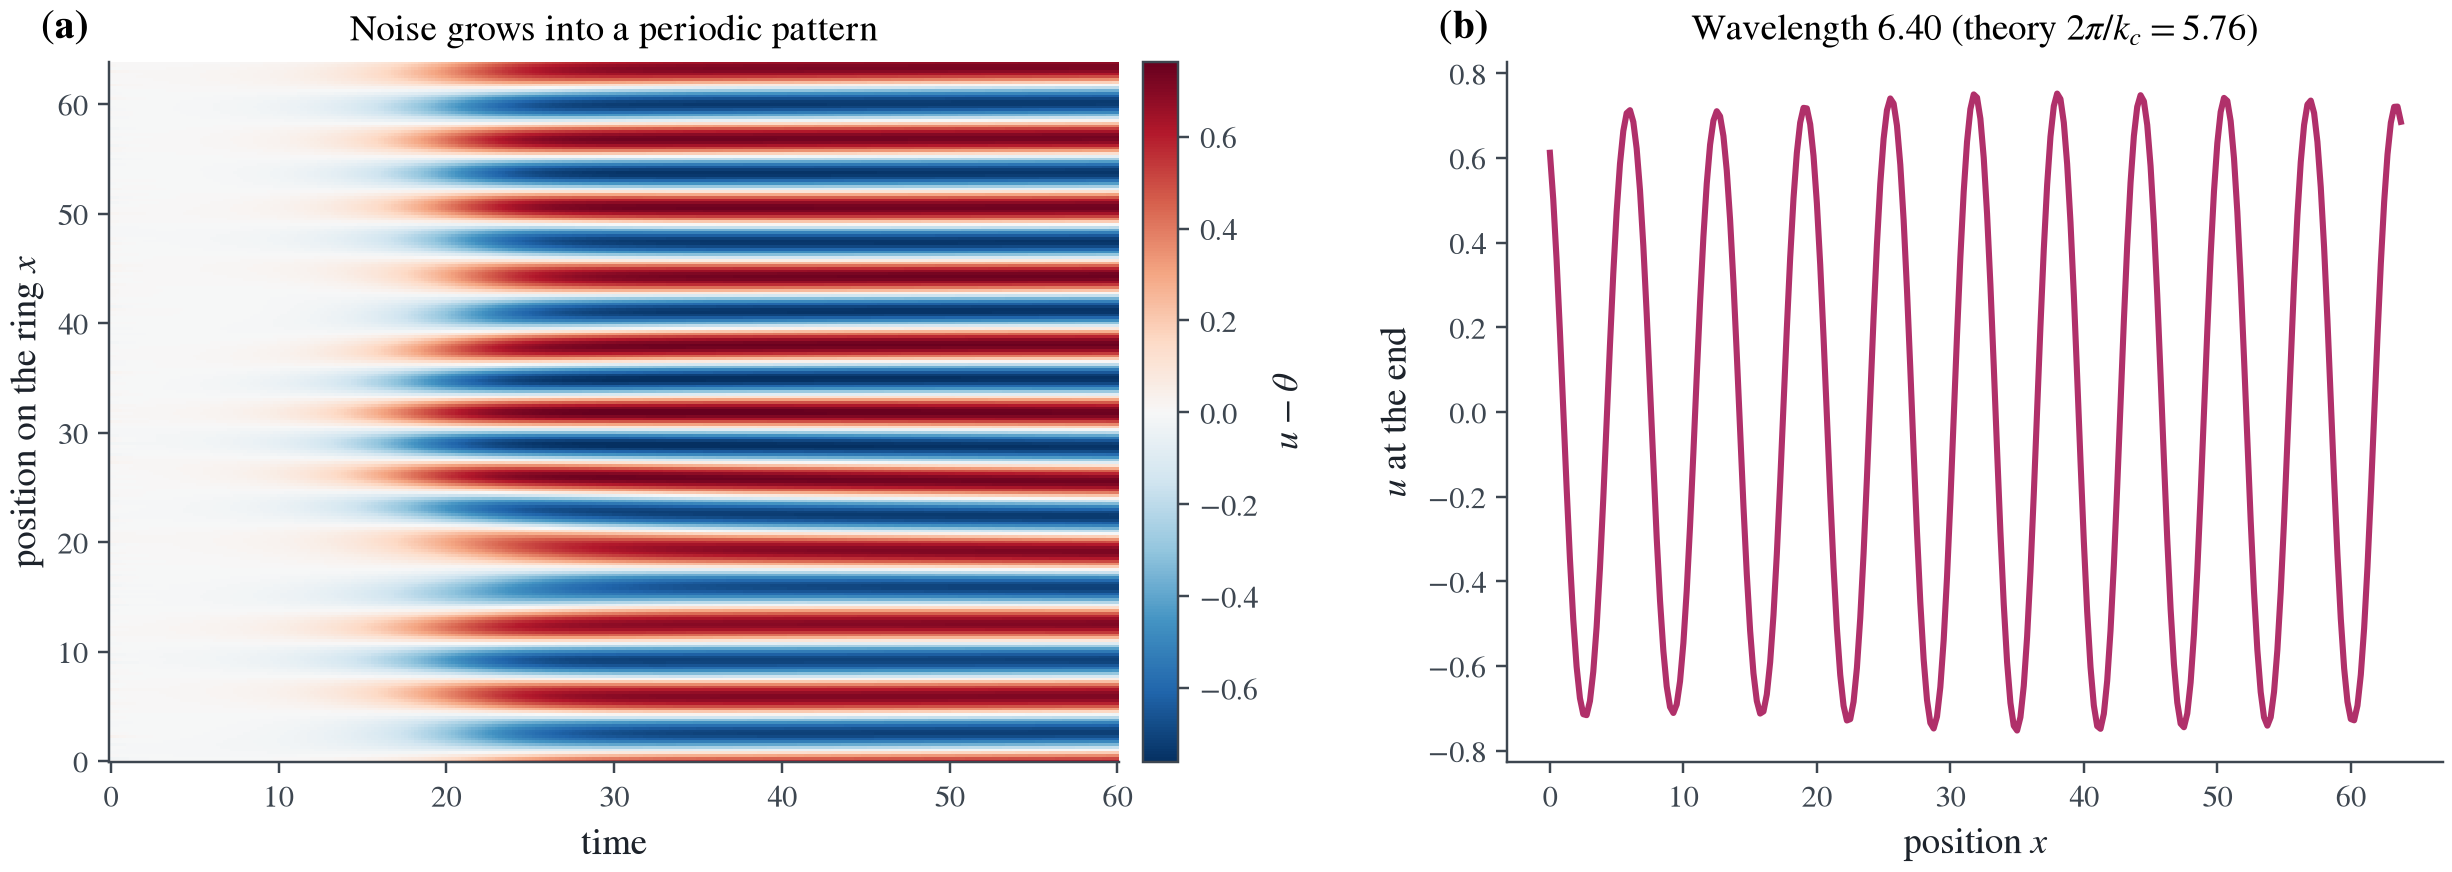 (a)
Noise grows into a periodic pattern
position on the ring x
60
50
40
30
20
10
0
0 10 20 30 40 50 60
time
0.6
0.4
0.2
0.0
−0.2
−0.4
−0.6
u − θ
(b)
Wavelength 6.40 (theory 2π/k_c = 5.76)
u at the end
0.8
0.6
0.4
0.2
0.0
−0.2
−0.4
−0.6
−0.8
0 10 20 30 40 50 60
position x